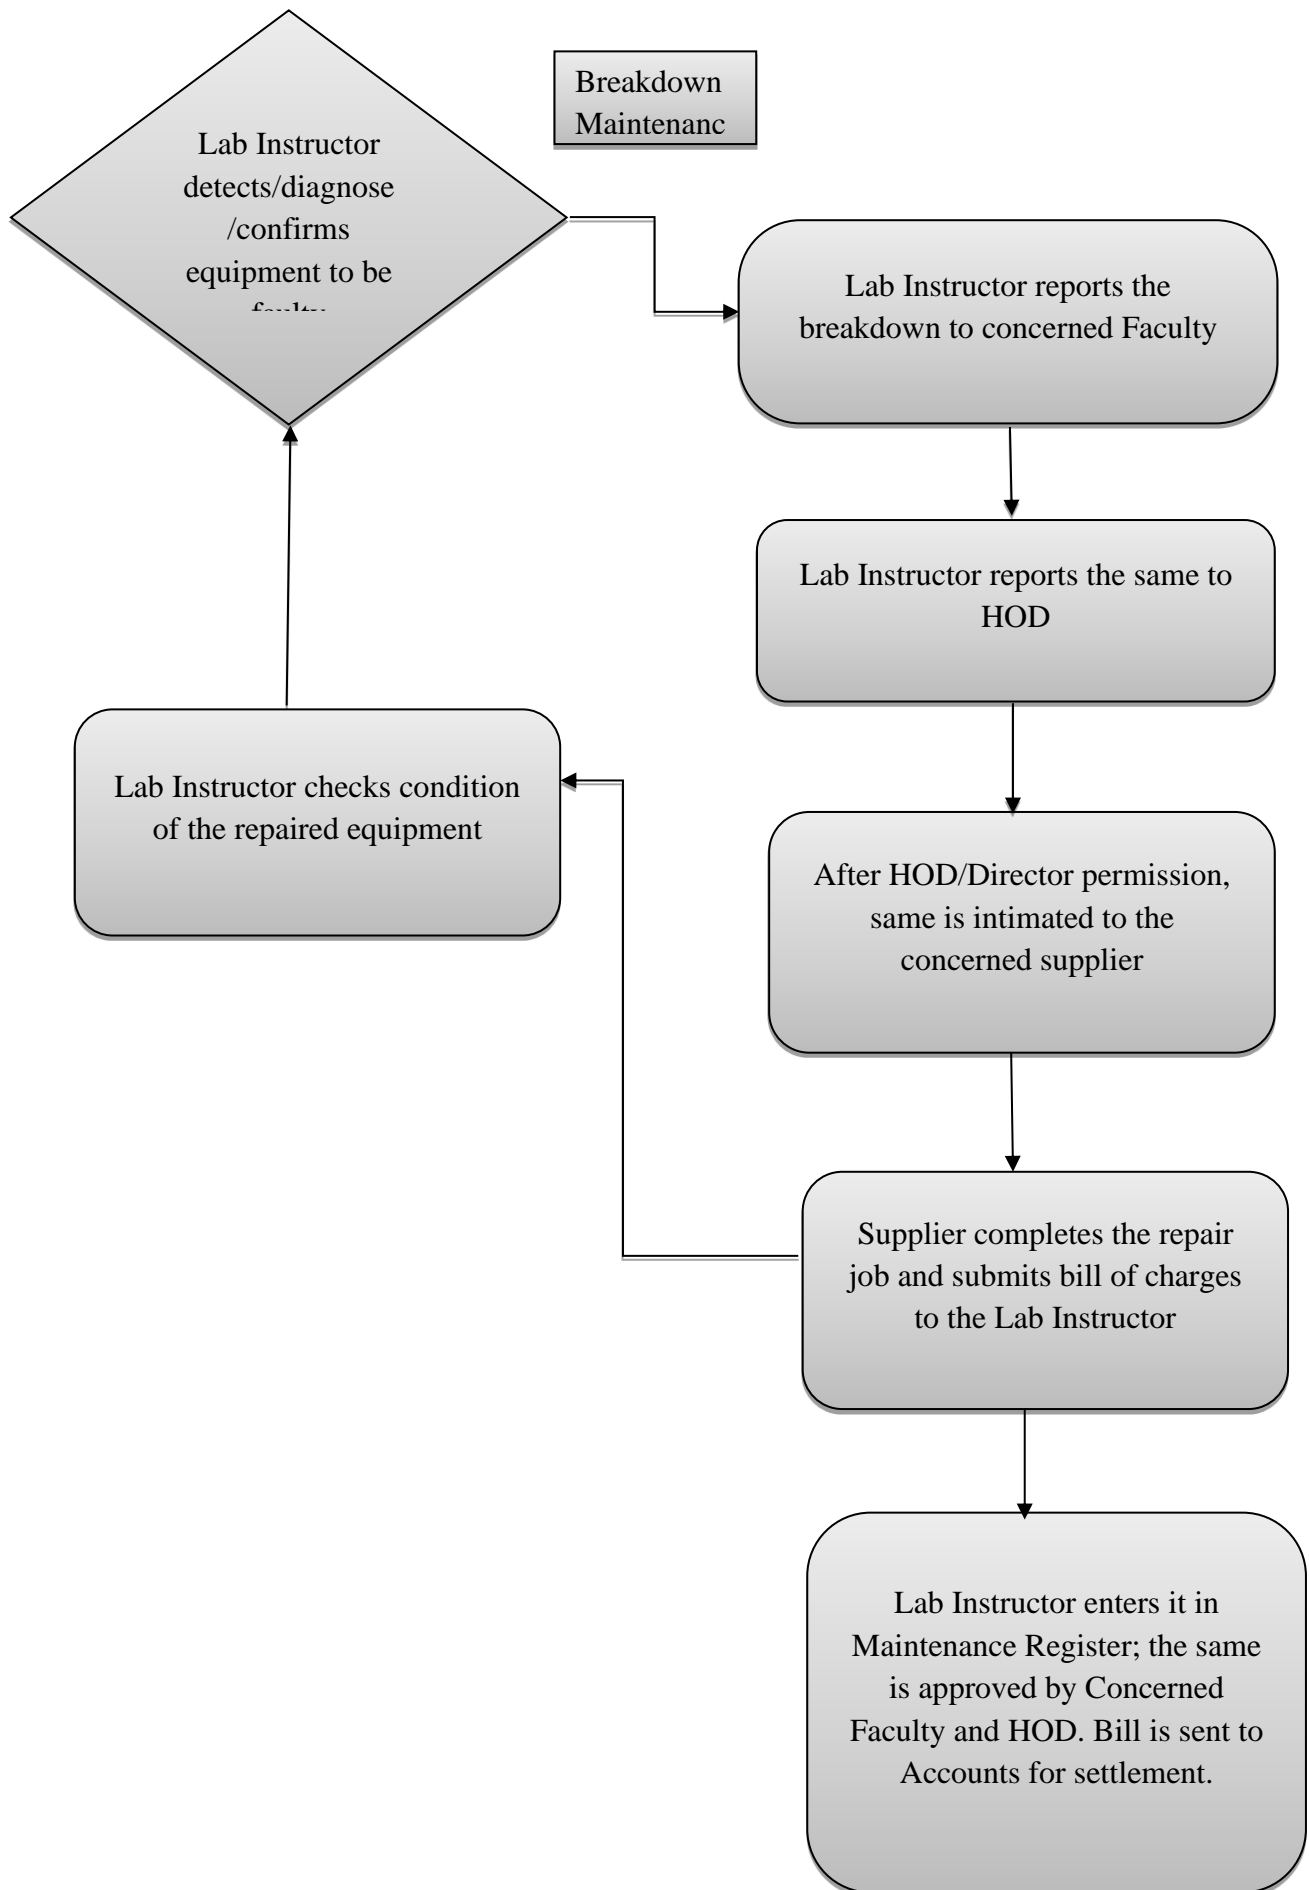 Breakdown
Maintenanc
Lab Instructor
detects/diagnose
/confirms
equipment to be
faulty
Lab Instructor reports the
breakdown to concerned Faculty
Lab Instructor reports the same to
HOD
Lab Instructor checks condition
of the repaired equipment
After HOD/Director permission,
same is intimated to the
concerned supplier
Supplier completes the repair
job and submits bill of charges
to the Lab Instructor
Lab Instructor enters it in
Maintenance Register; the same
is approved by Concerned
Faculty and HOD. Bill is sent to
Accounts for settlement.